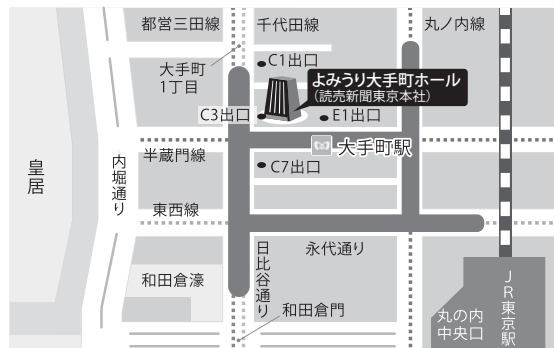 都営三田線
千代田線
丸ノ内線
大手町
1丁目
C1出口
よみうり大手町ホール
(読売新聞東京本社)
C3出口
E1出口
大手町駅
半蔵門線
C7出口
皇居
内堀通り
東西線
日比谷通り
永代通り
和田倉濠
和田倉門
丸の内
中央口
JR東京駅